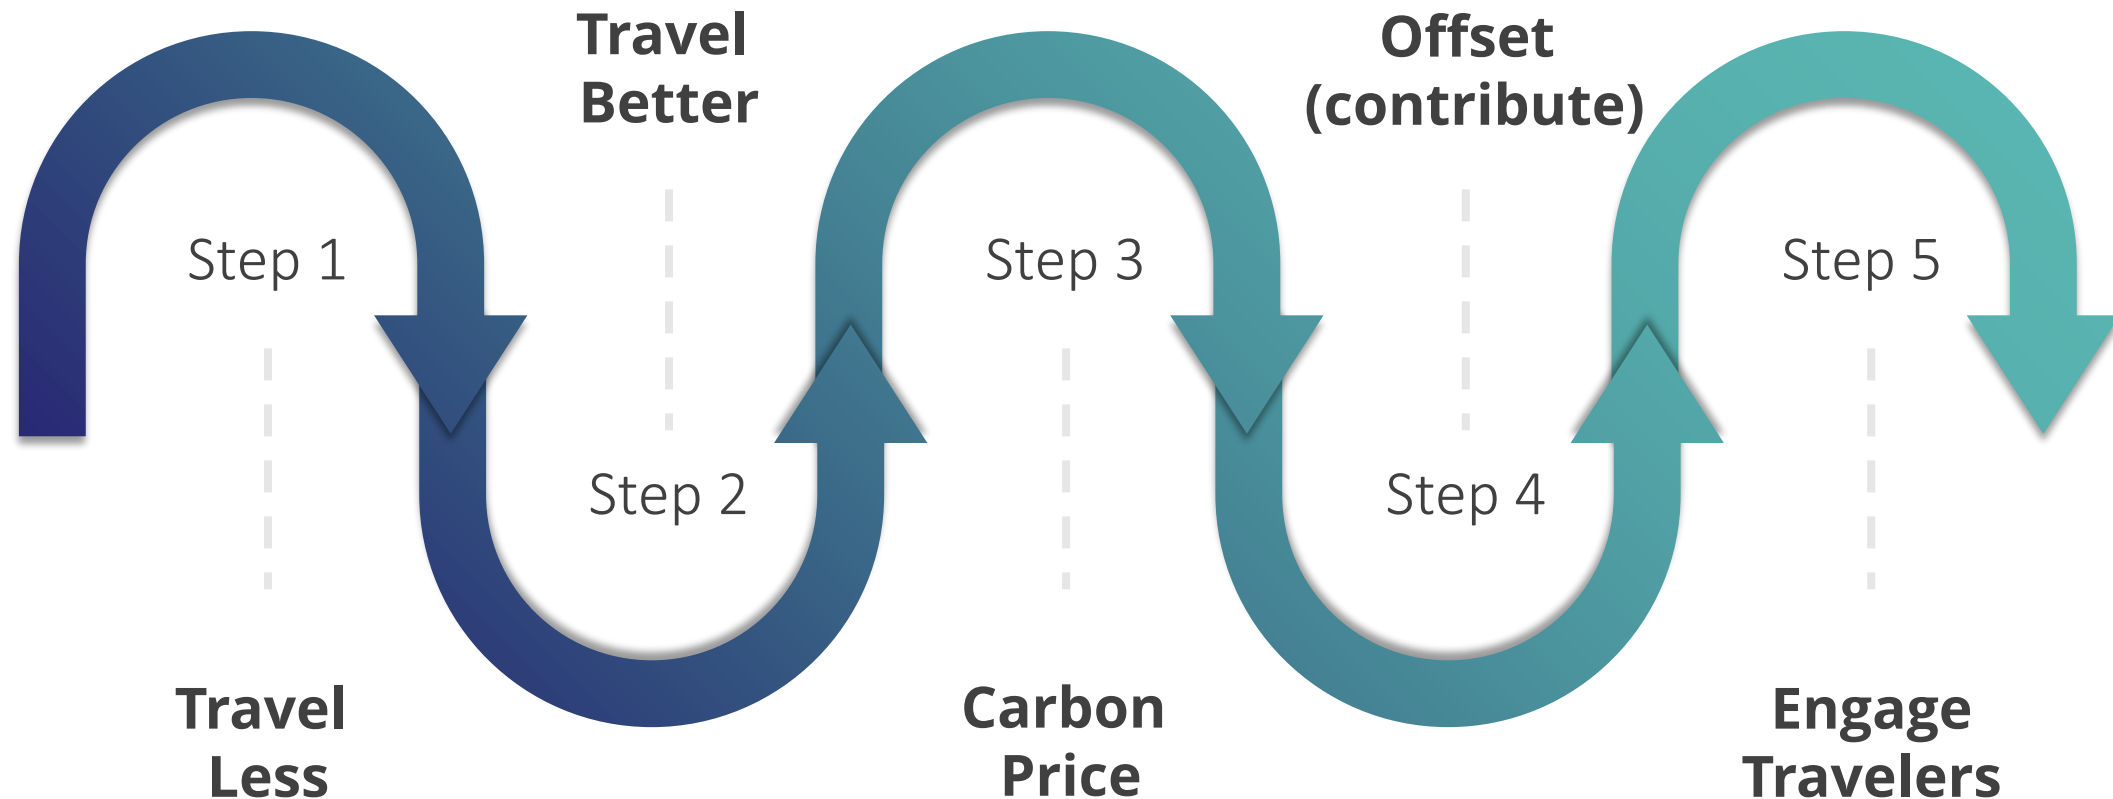 Step 1
Travel
Less
Travel
Better
Step 2
Step 3
Carbon
Price
Offset
(contribute)
Step 4
Step 5
Engage
Travelers